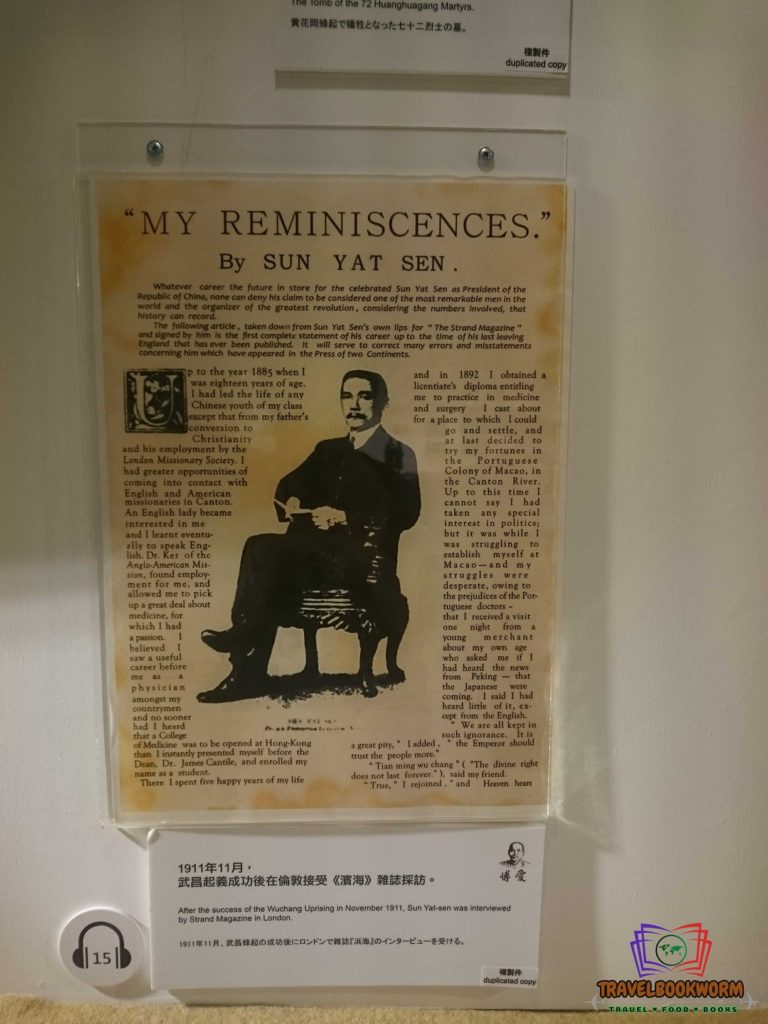 The Tomb of the 72 Huanghuagang Martyrs.
黄花岡蜂起で犠牲となった七十二烈士の墓。
複製件
duplicated copy
“MY REMINISCENCES.”
By SUN YAT SEN .
Whatever career the future in store for the celebrated Sun Yat Sen as President of the
Republic of China, none can deny his claim to be considered one of the most remarkable men in the
world and the organizer of the greatest revolution, considering the numbers involved, that
history can record.
The following article, taken down from Sun Yat Sen's own lips for “The Strand Magazine”
and signed by him is the first complete statement of his career up to the time of his last leaving
England that has ever been published. It will serve to correct many errors and misstatements
concerning him which have appeared in the Press of two Continents.
Up to the year 1885 when I
was eighteen years of age.
I had led the life of any
Chinese youth of my class
except that from my father's
conversion to
Christianity
and his employment by the
London Missionary Society. I
had greater opportunities of
coming into contact with
English and American
missionaries in Canton.
An English lady became
interested in me
and I learnt eventu-
ally to speak Eng-
lish. Dr. Ker of the
Anglo-American Mis-
sion, found employ-
ment for me, and
allowed me to pick
up a great deal about
medicine, for
which I had
a passion. I
believed I
saw a useful
career before
me as a
physician
amongst my
countrymen
and no sooner
had I heard
that a College
of Medicine was to be opened at Hong-Kong
than I instantly presented myself before the
Dean, Dr. James Cantile, and enrolled my
name as a student.
There I spent five happy years of my life
and in 1892 I obtained a
licentiate's diploma entitling
me to practice in medicine
and surgery I cast about
for a place to which I could
go and settle, and
at last decided to
try my fortunes in
the Portuguese
Colony of Macao, in
the Canton River.
Up to this time I
cannot say I had
taken any special
interest in politics;
but it was while I
was struggling to
establish myself at
Macao—and my
struggles were
desperate, owing to
the prejudices of the Por-
tuguese doctors –
that I received a visit
one night from a
young merchant
about my own age
who asked me if I
had heard the news
from Peking — that
the Japanese were
coming. I said I had
heard little of it, ex-
cept from the English.
“ We are all kept in
such ignorance. It is
a great pity, “ I added , “ the Emperor should
trust the people more.”
“Tian ming wu chang” ( “The divine right
does not last forever.”), said my friend.
“True, “ I rejoined , “and Heaven hears
1911年11月，
武昌起義成功後在倫敦接受《濱海》雜誌採訪。
博愛
After the success of the Wuchang Uprising in November 1911, Sun Yat-sen was interviewed
by Strand Magazine in London.
1911年11月、武昌蜂起の成功後にロンドンで雑誌『浜海』のインタービューを受ける。
複製件
duplicated copy
15
TRAVELBOOKWORM
TRAVEL ♥ FOOD ♥ BOOKS